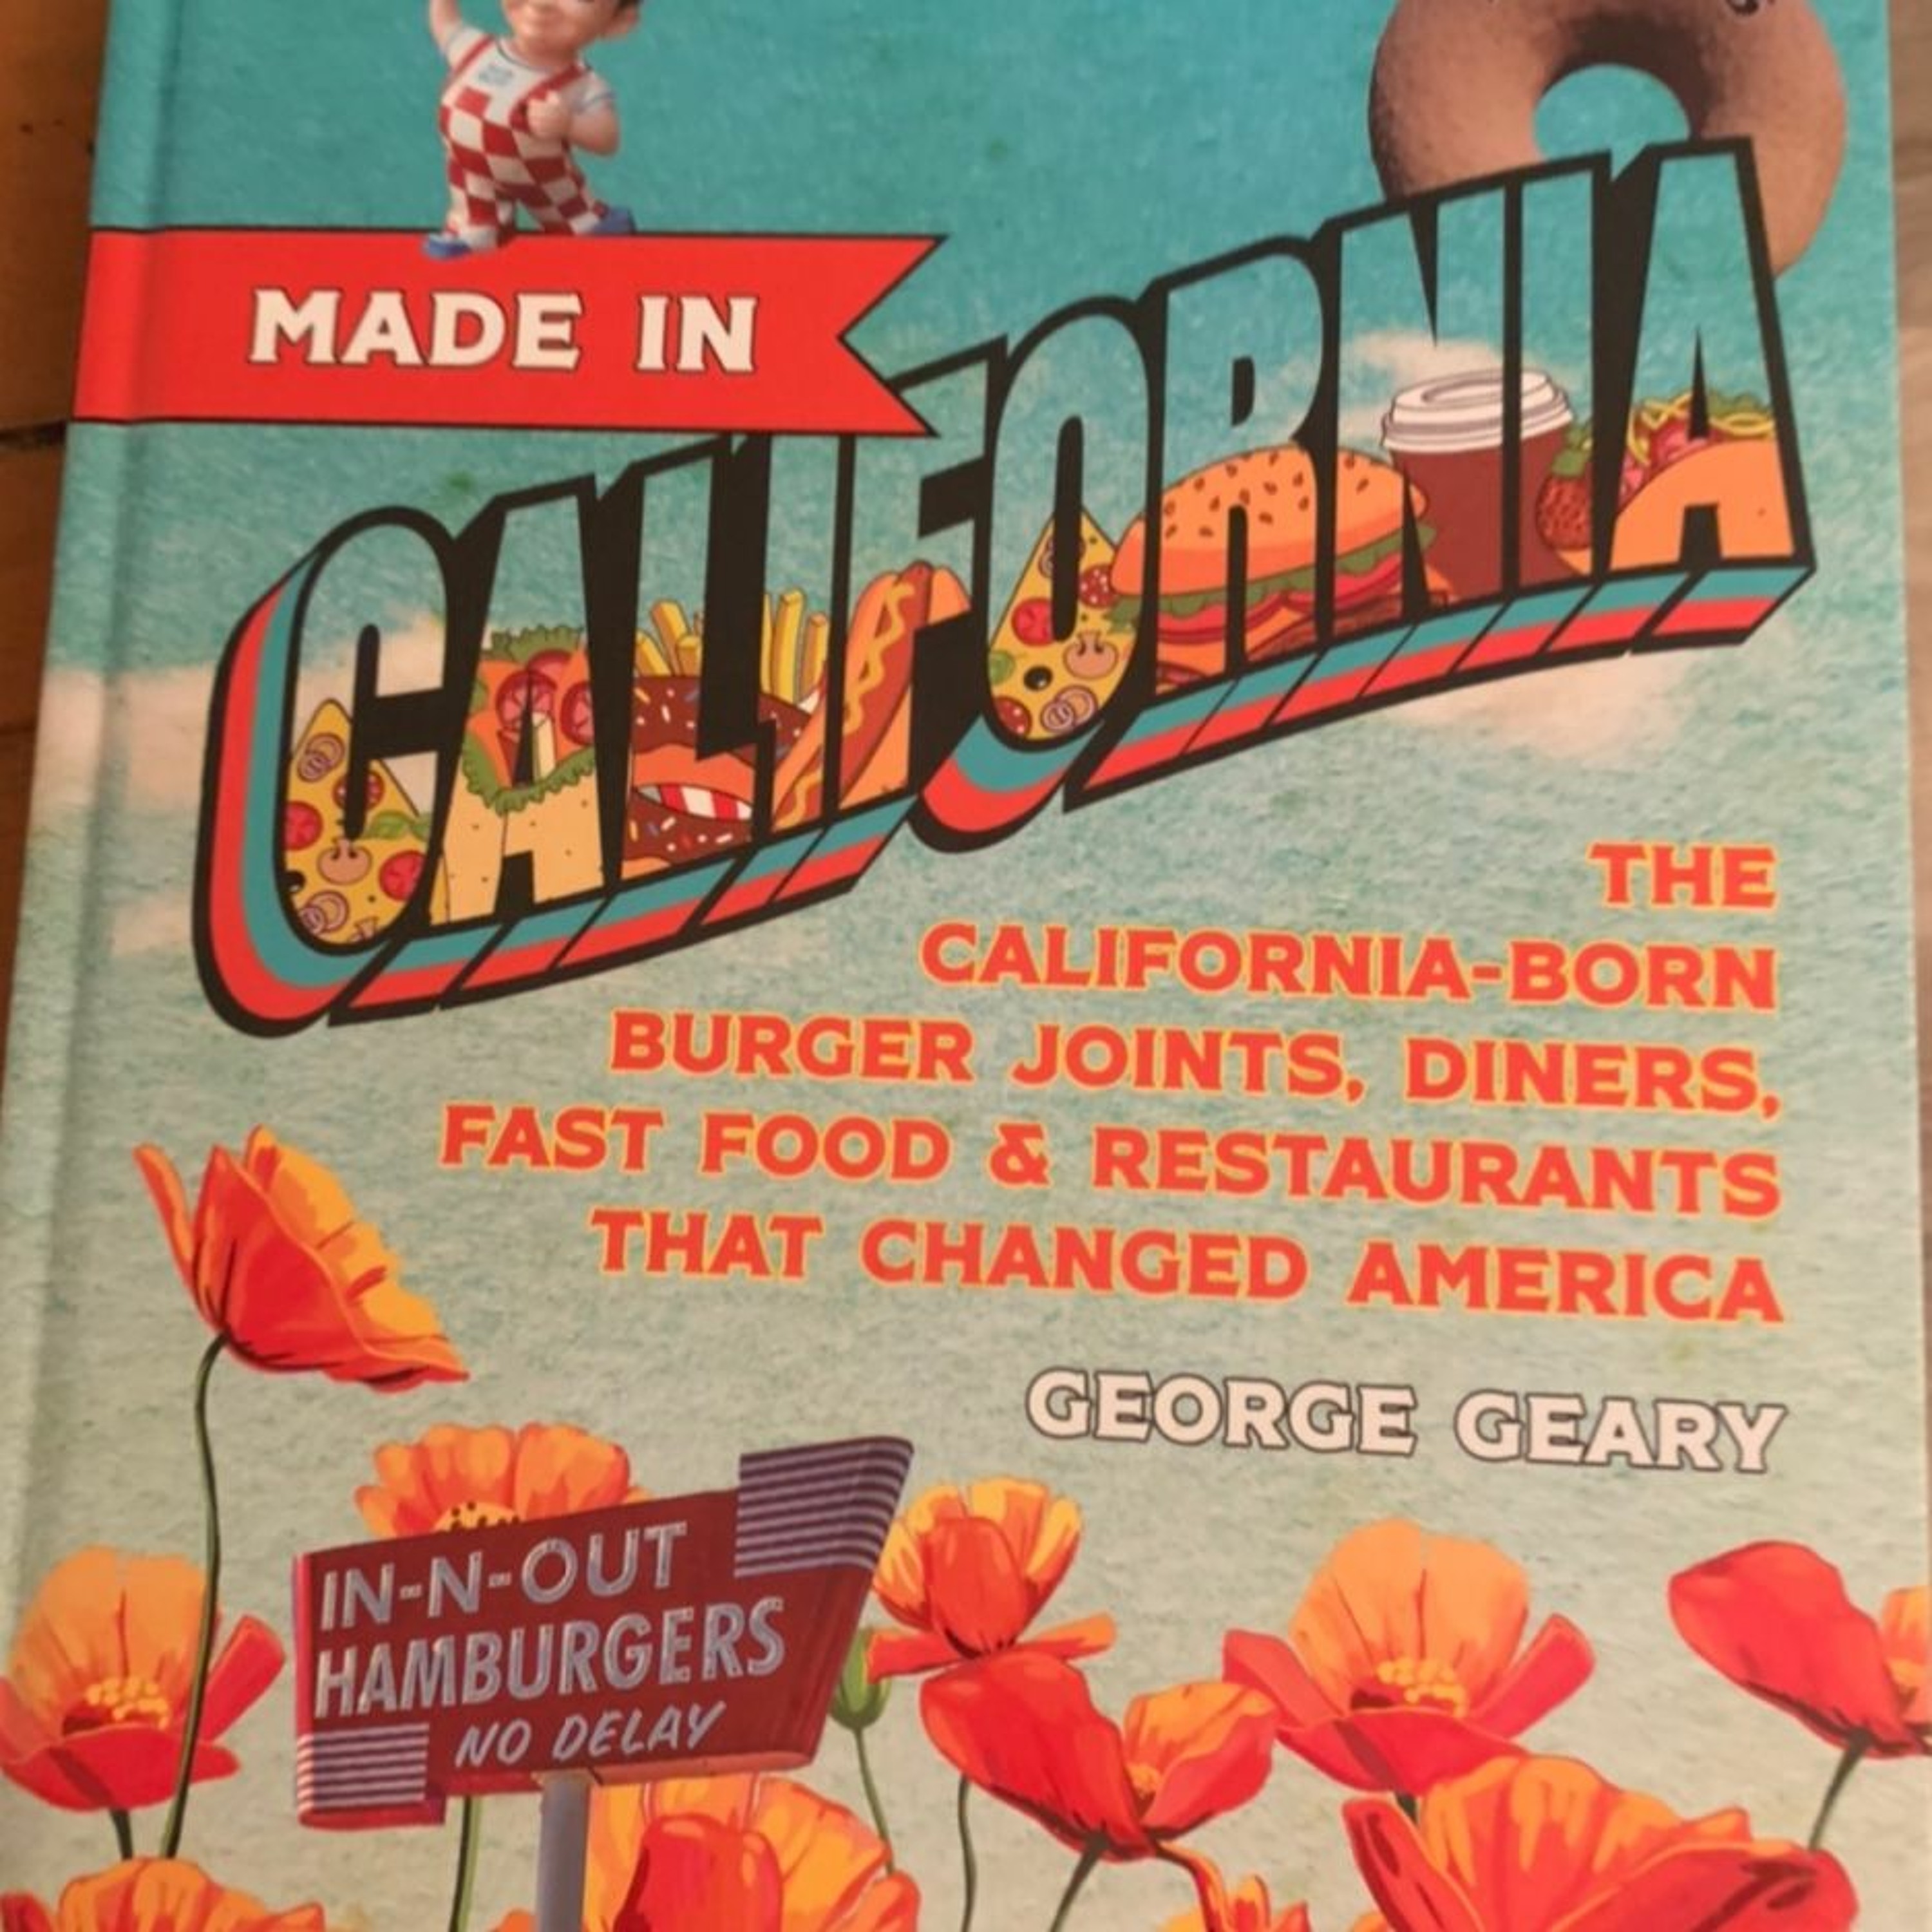 MADE IN
CALIFORNIA
THE
CALIFORNIA-BORN
BURGER JOINTS, DINERS,
FAST FOOD & RESTAURANTS
THAT CHANGED AMERICA
GEORGE GEARY
IN-N-OUT
HAMBURGERS
NO DELAY